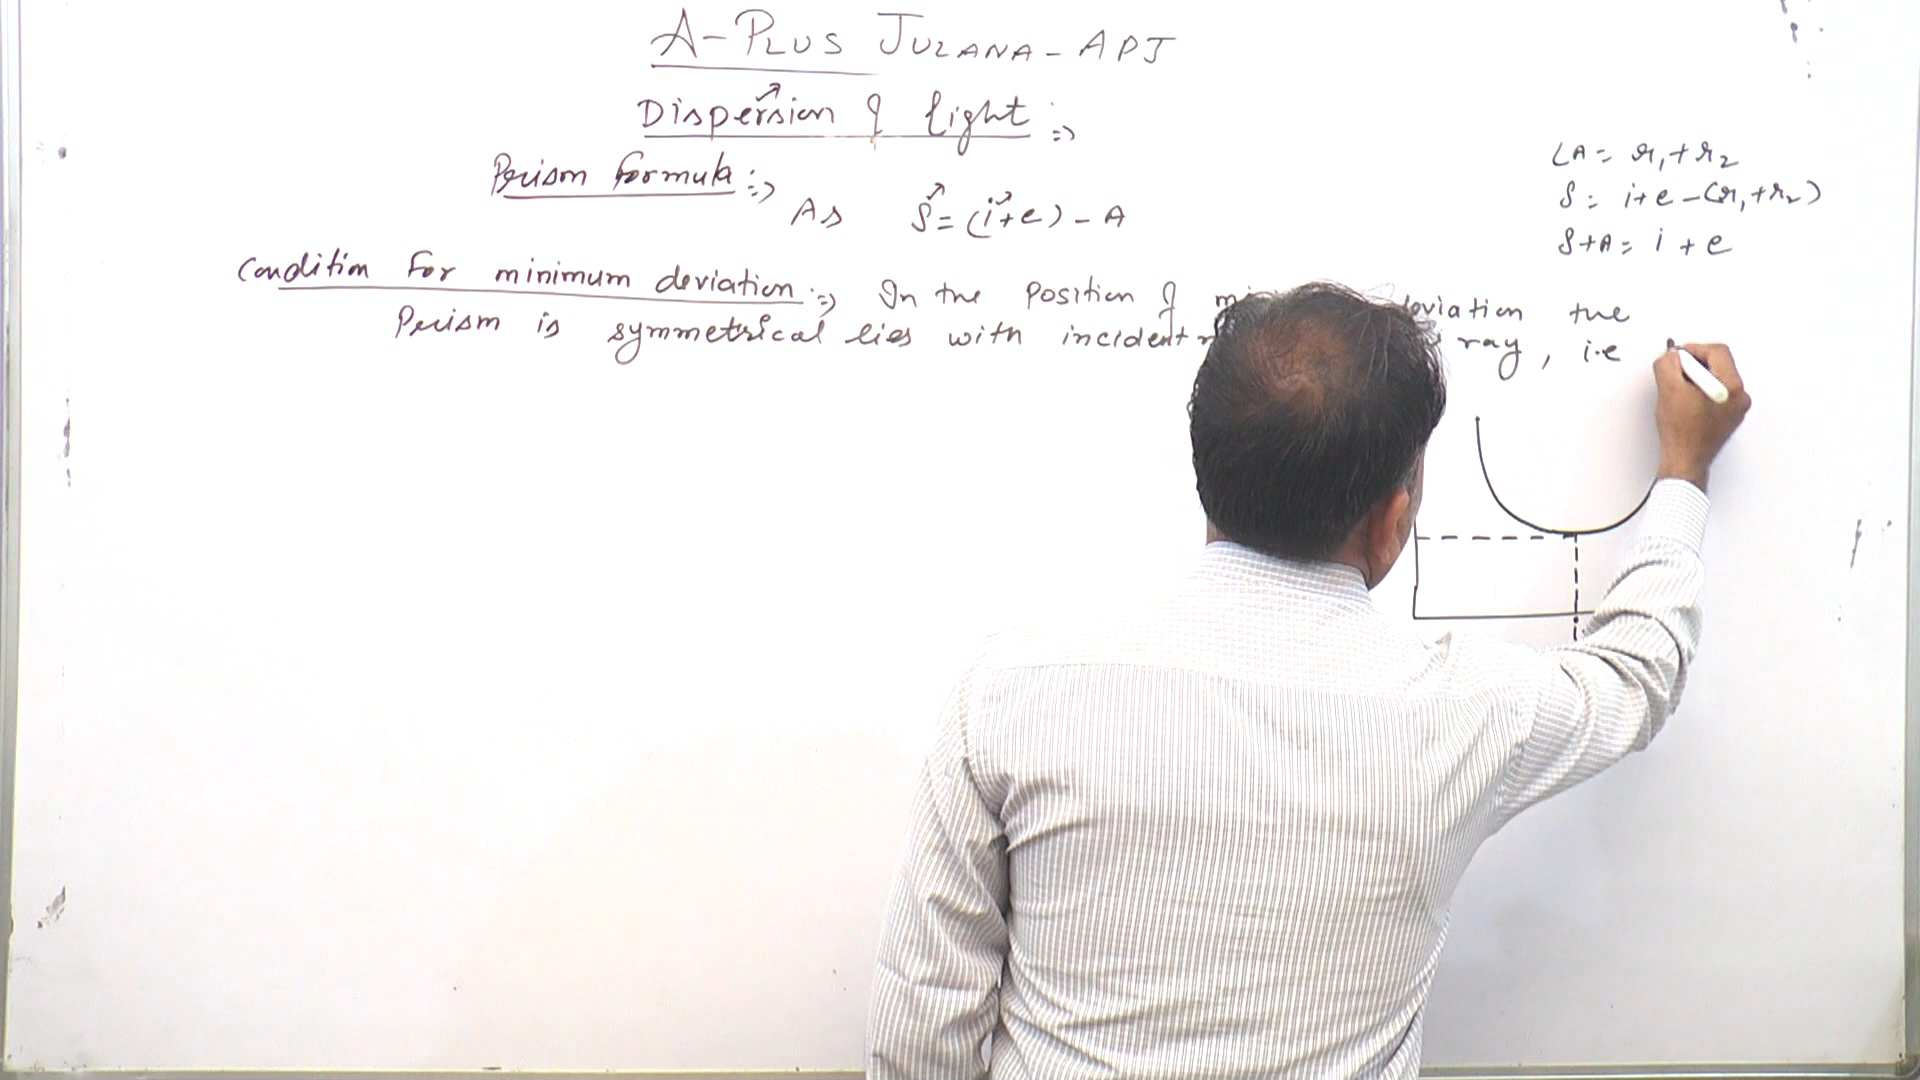 A-PLUS JULANA-APJ
Dispersion of light :⇒
Prism formula :⇒
As δ = (i+e) - A
∠A = r₁+r₂
δ = i+e-(r₁+r₂)
δ+A = i+e
Condition for minimum deviation :⇒ In the position of deviation the
Prism is symmetrical lies with incident ray, i.e